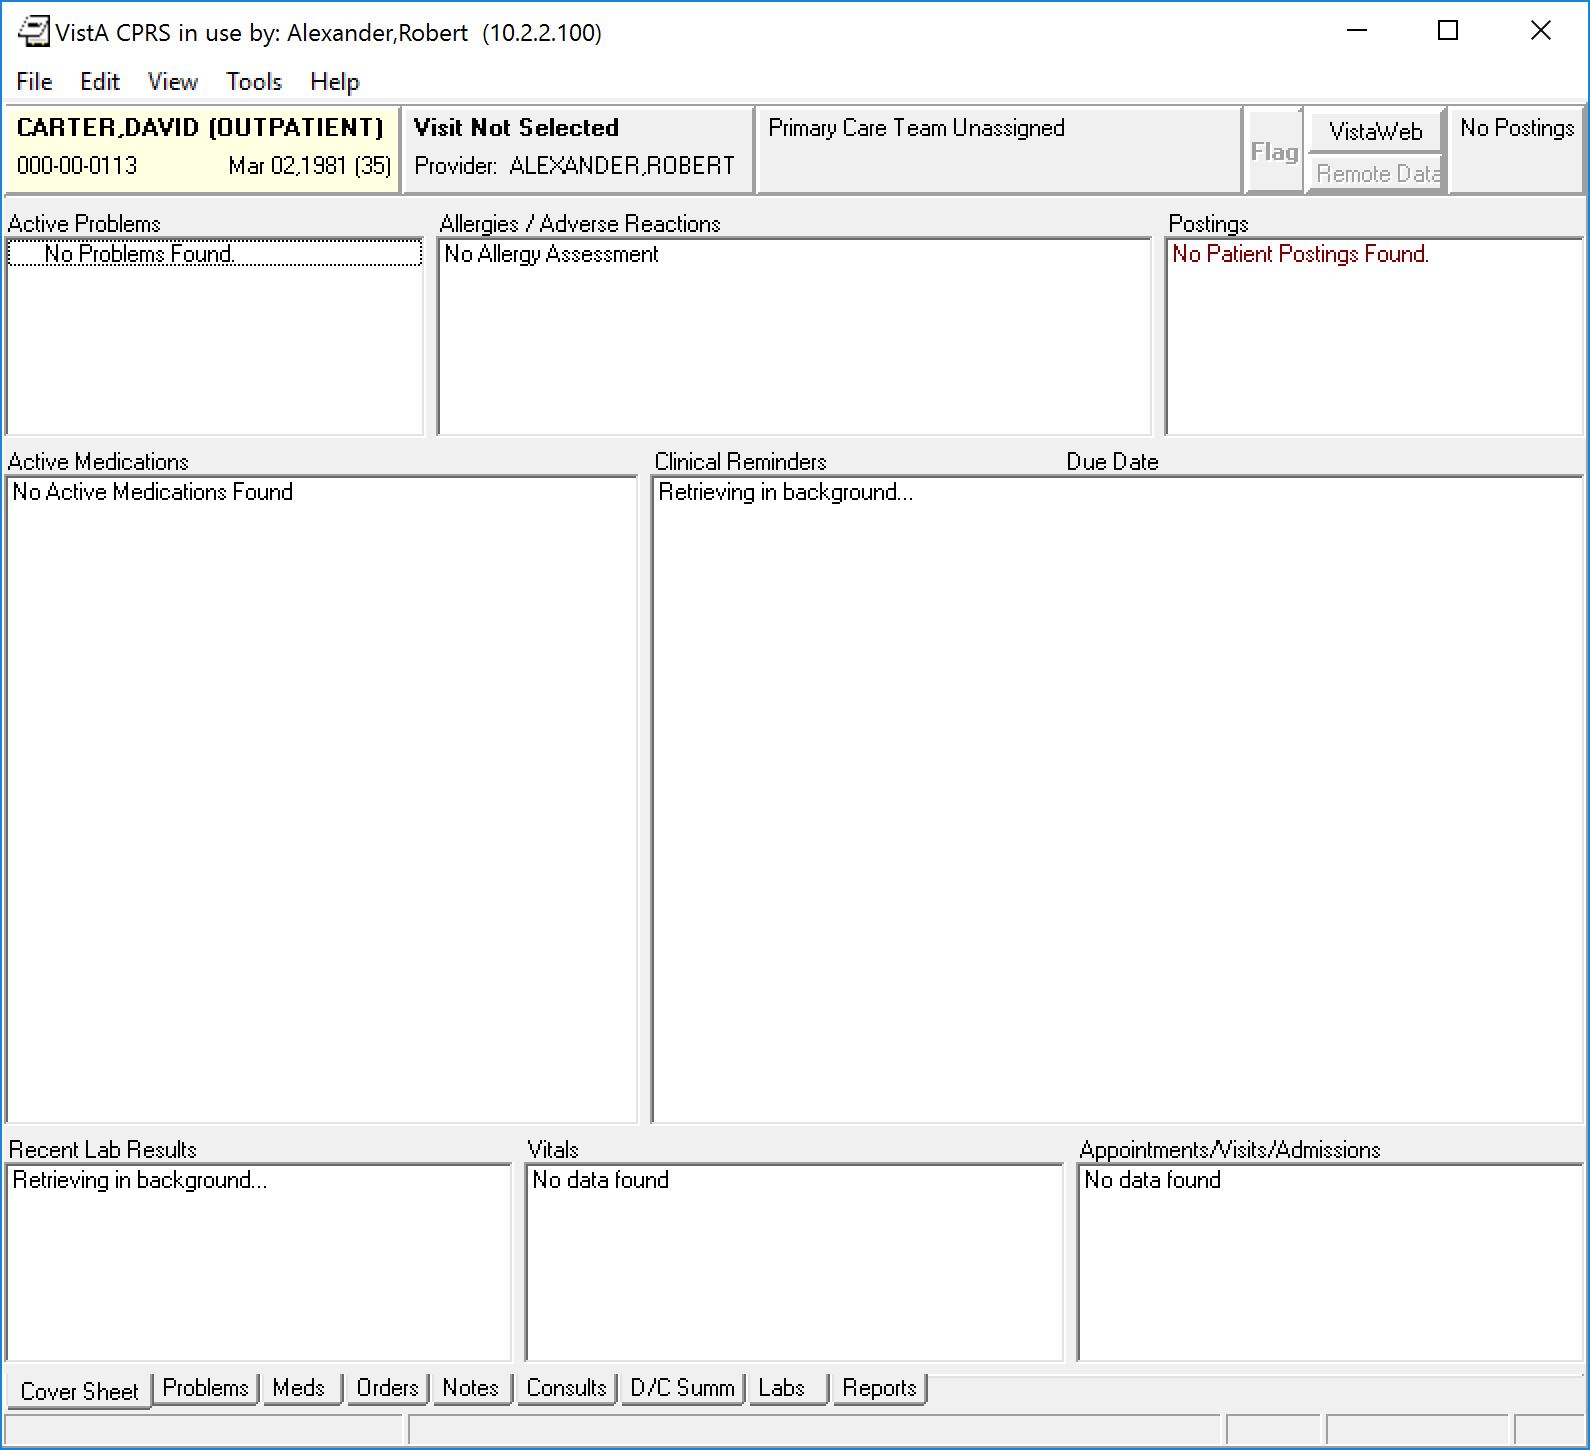 VistA CPRS in use by: Alexander,Robert (10.2.2.100)
File Edit View Tools Help
CARTER,DAVID (OUTPATIENT)
000-00-0113 Mar 02,1981 (35)
Visit Not Selected
Provider: ALEXANDER,ROBERT
Primary Care Team Unassigned
Flag
VistaWeb
Remote Data
No Postings
Active Problems
No Problems Found.
Allergies / Adverse Reactions
No Allergy Assessment
Postings
No Patient Postings Found.
Active Medications
No Active Medications Found
Clinical Reminders Due Date
Retrieving in background...
Recent Lab Results
Retrieving in background...
Vitals
No data found
Appointments/Visits/Admissions
No data found
Cover Sheet Problems Meds Orders Notes Consults D/C Summ Labs Reports